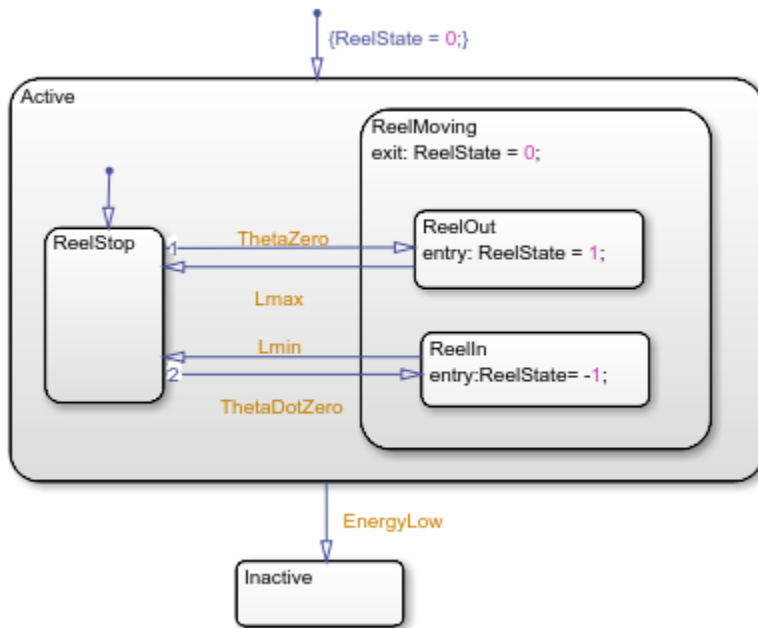 {ReelState = 0;}
Active
ReelMoving
exit: ReelState = 0;
ReelStop
1
ThetaZero
ReelOut
entry: ReelState = 1;
Lmax
Lmin
2
ReelIn
entry:ReelState= -1;
ThetaDotZero
EnergyLow
Inactive